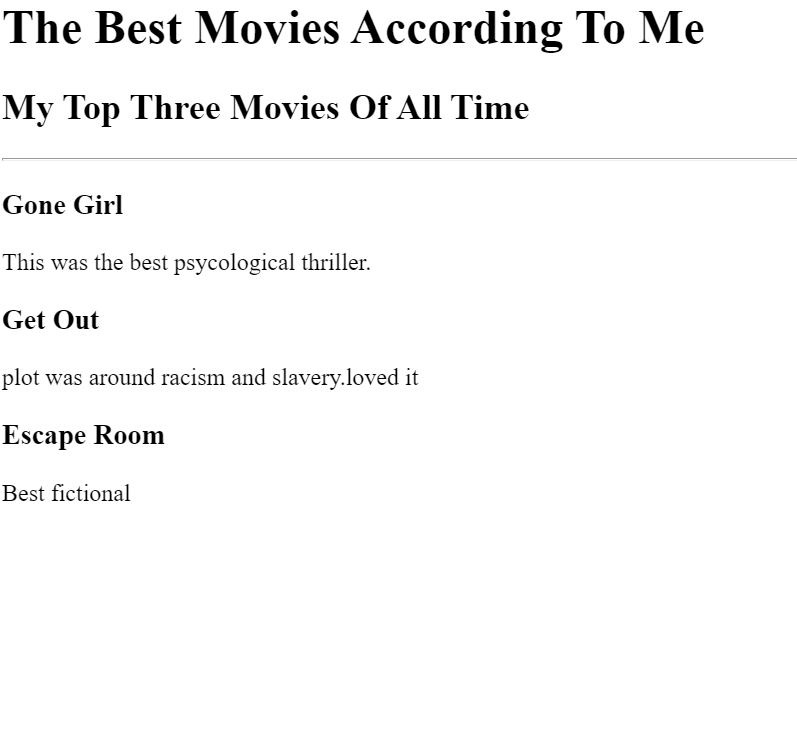 The Best Movies According To Me
My Top Three Movies Of All Time
Gone Girl
This was the best psycological thriller.
Get Out
plot was around racism and slavery.loved it
Escape Room
Best fictional